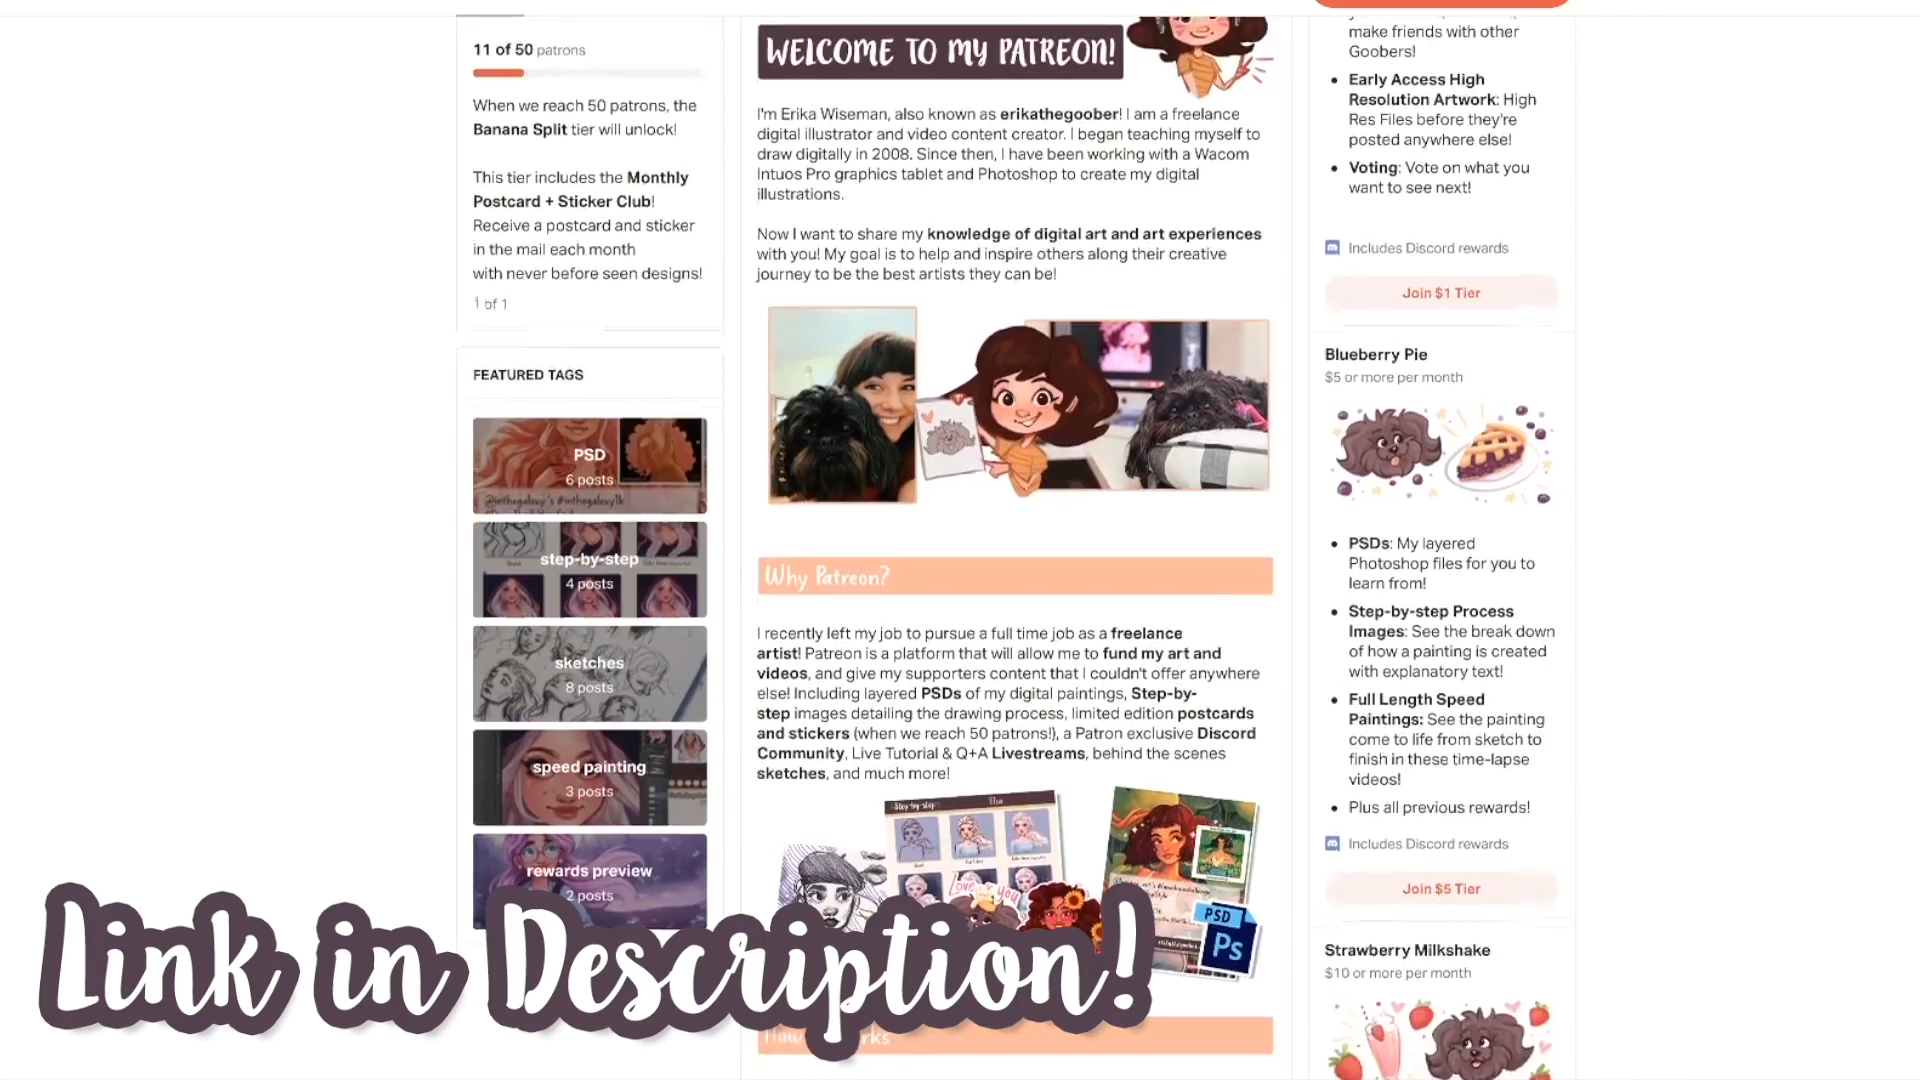 11 of 50 patrons
When we reach 50 patrons, the
Banana Split tier will unlock!
This tier includes the Monthly
Postcard + Sticker Club!
Receive a postcard and sticker
in the mail each month
with never before seen designs!
1 of 1
FEATURED TAGS
PSD
6 posts
@inthegalaxy's #inthegalaxy1k
step-by-step
4 posts
sketches
8 posts
speed painting
3 posts
rewards preview
2 posts
WELCOME TO MY PATREON!
I'm Erika Wiseman, also known as erikathegoober! I am a freelance
digital illustrator and video content creator. I began teaching myself to
draw digitally in 2008. Since then, I have been working with a Wacom
Intuos Pro graphics tablet and Photoshop to create my digital
illustrations.
Now I want to share my knowledge of digital art and art experiences
with you! My goal is to help and inspire others along their creative
journey to be the best artists they can be!
Why Patreon?
I recently left my job to pursue a full time job as a freelance
artist! Patreon is a platform that will allow me to fund my art and
videos, and give my supporters content that I couldn't offer anywhere
else! Including layered PSDs of my digital paintings, Step-by-
step images detailing the drawing process, limited edition postcards
and stickers (when we reach 50 patrons!), a Patron exclusive Discord
Community, Live Tutorial & Q+A Livestreams, behind the scenes
sketches, and much more!
Step-by-step
Elsa
Love you
PSD
Ps
make friends with other
Goobers!
Early Access High
Resolution Artwork: High
Res Files before they're
posted anywhere else!
Voting: Vote on what you
want to see next!
Includes Discord rewards
Join $1 Tier
Blueberry Pie
$5 or more per month
PSDs: My layered
Photoshop files for you to
learn from!
Step-by-step Process
Images: See the break down
of how a painting is created
with explanatory text!
Full Length Speed
Paintings: See the painting
come to life from sketch to
finish in these time-lapse
videos!
Plus all previous rewards!
Includes Discord rewards
Join $5 Tier
Strawberry Milkshake
$10 or more per month
Link in Description!